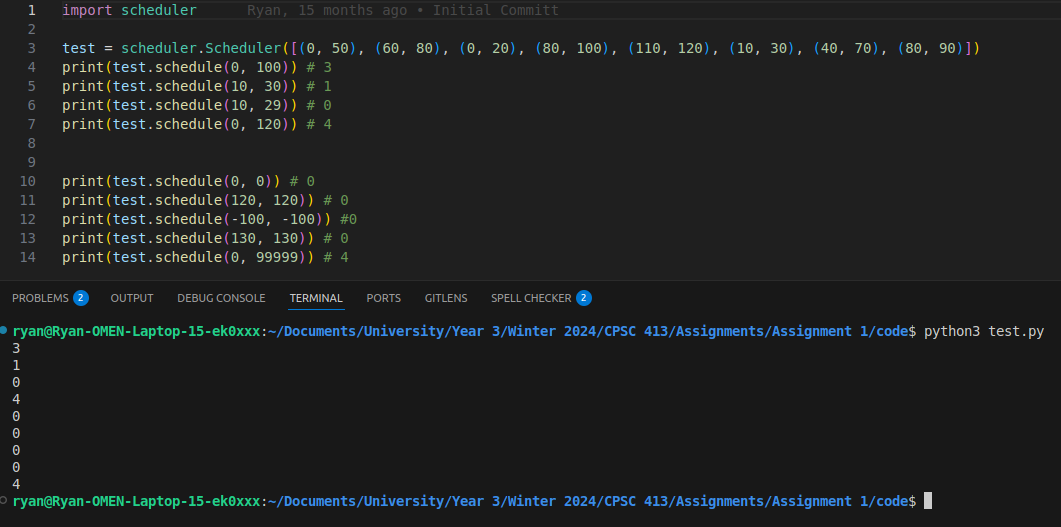 1 import scheduler Ryan, 15 months ago • Initial Committ
2
3 test = scheduler.Scheduler([(0, 50), (60, 80), (0, 20), (80, 100), (110, 120), (10, 30), (40, 70), (80, 90)])
4 print(test.schedule(0, 100)) # 3
5 print(test.schedule(10, 30)) # 1
6 print(test.schedule(10, 29)) # 0
7 print(test.schedule(0, 120)) # 4
8
9
10 print(test.schedule(0, 0)) # 0
11 print(test.schedule(120, 120)) # 0
12 print(test.schedule(-100, -100)) #0
13 print(test.schedule(130, 130)) # 0
14 print(test.schedule(0, 99999)) # 4
PROBLEMS 2 OUTPUT DEBUG CONSOLE TERMINAL PORTS GITLENS SPELL CHECKER 2
ryan@Ryan-OMEN-Laptop-15-ek0xxx:~/Documents/University/Year 3/Winter 2024/CPSC 413/Assignments/Assignment 1/code$ python3 test.py
3
1
0
4
0
0
0
0
4
ryan@Ryan-OMEN-Laptop-15-ek0xxx:~/Documents/University/Year 3/Winter 2024/CPSC 413/Assignments/Assignment 1/code$